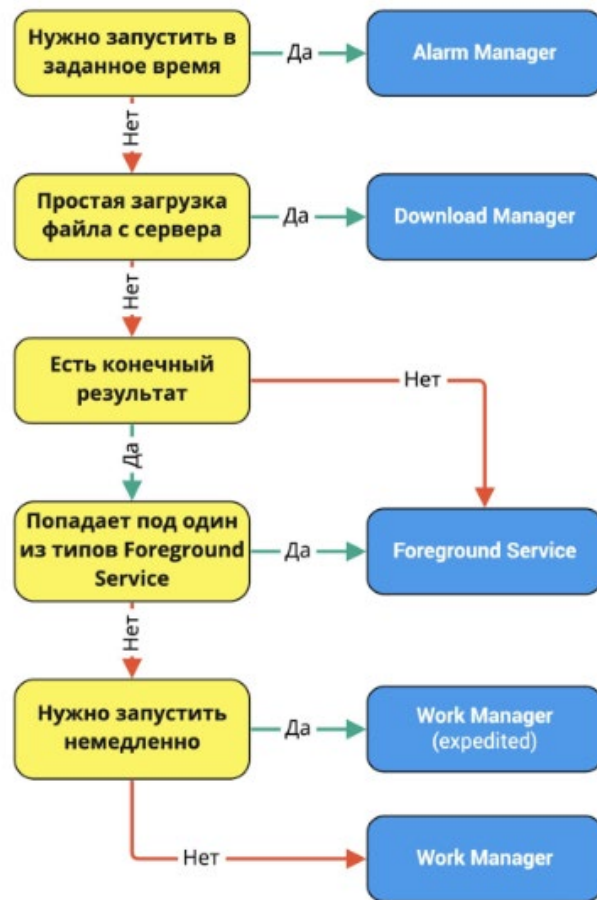 Нужно запустить в
заданное время
Да
Alarm Manager
Нет
Простая загрузка
файла с сервера
Да
Download Manager
Нет
Есть конечный
результат
Нет
Да
Попадает под один
из типов Foreground
Service
Да
Foreground Service
Нет
Нужно запустить
немедленно
Да
Work Manager
(expedited)
Нет
Work Manager